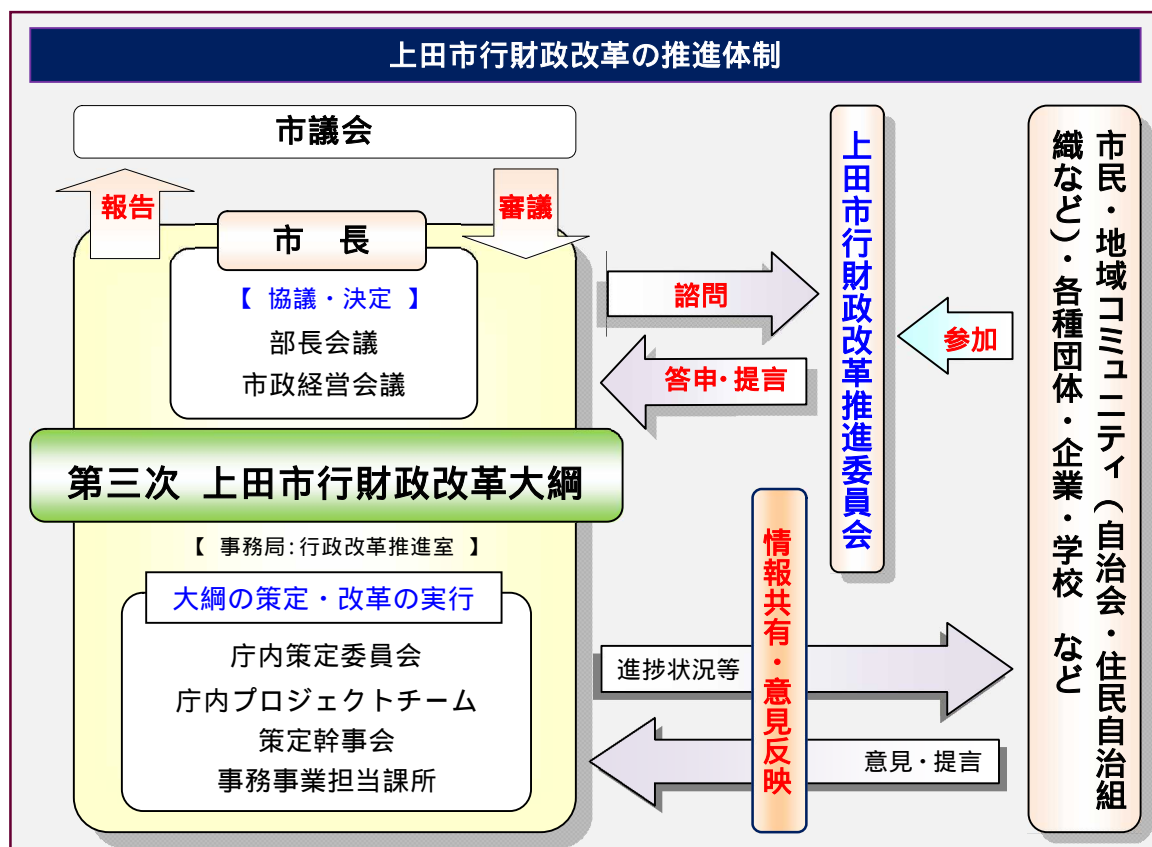 上田市行財政改革の推進体制
市議会
報告
審議
市　長
【 協議・決定 】
部長会議
市政経営会議
第三次 上田市行財政改革大綱
【 事務局：行政改革推進室 】
大綱の策定・改革の実行
庁内策定委員会
庁内プロジェクトチーム
策定幹事会
事務事業担当課所
諮問
答申・提言
上田市行財政改革推進委員会
参加
情報共有・意見反映
進捗状況等
意見・提言
市民・地域コミュニティ（自治会・住民自治組
織など）・各種団体・企業・学校 など